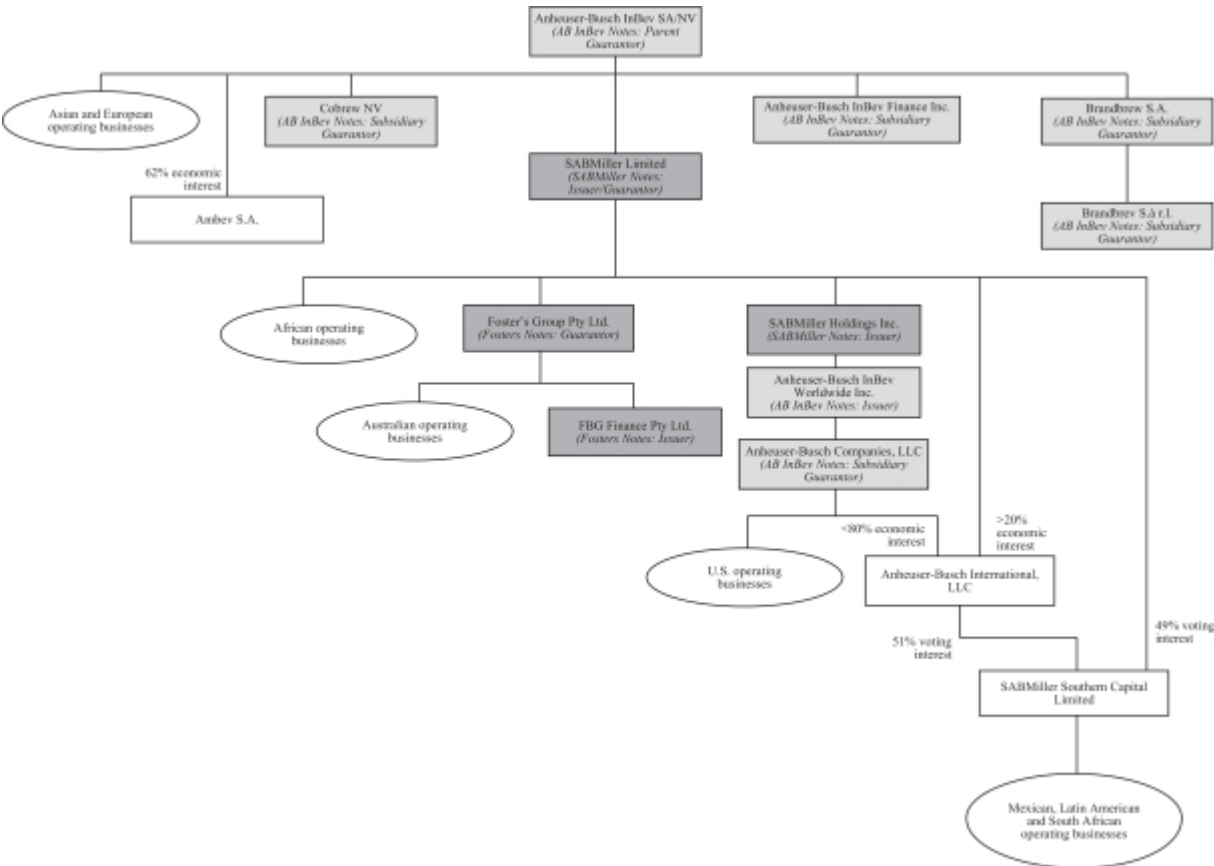 Anheuser-Busch InBev SA/NV
(AB InBev Notes: Parent
Guarantor)
Asian and European
operating businesses
Cobrew NV
(AB InBev Notes: Subsidiary
Guarantor)
Anheuser-Busch InBev Finance Inc.
(AB InBev Notes: Subsidiary
Guarantor)
Brandbrew S.A.
(AB InBev Notes: Subsidiary
Guarantor)
62% economic
interest
Ambev S.A.
SABMiller Limited
(SABMiller Notes:
Issuer/Guarantor)
Brandbrev S.à r.l.
(AB InBev Notes: Subsidiary
Guarantor)
African operating
businesses
Foster's Group Pty Ltd.
(Fosters Notes: Guarantor)
SABMiller Holdings Inc.
(SABMiller Notes: Issuer)
Anheuser-Busch InBev
Worldwide Inc.
(AB InBev Notes: Issuer)
Australian operating
businesses
FBG Finance Pty Ltd.
(Fosters Notes: Issuer)
Anheuser-Busch Companies, LLC
(AB InBev Notes: Subsidiary
Guarantor)
<80% economic
interest
>20%
economic
interest
U.S. operating
businesses
Anheuser-Busch International,
LLC
51% voting
interest
49% voting
interest
SABMiller Southern Capital
Limited
Mexican, Latin American
and South African
operating businesses